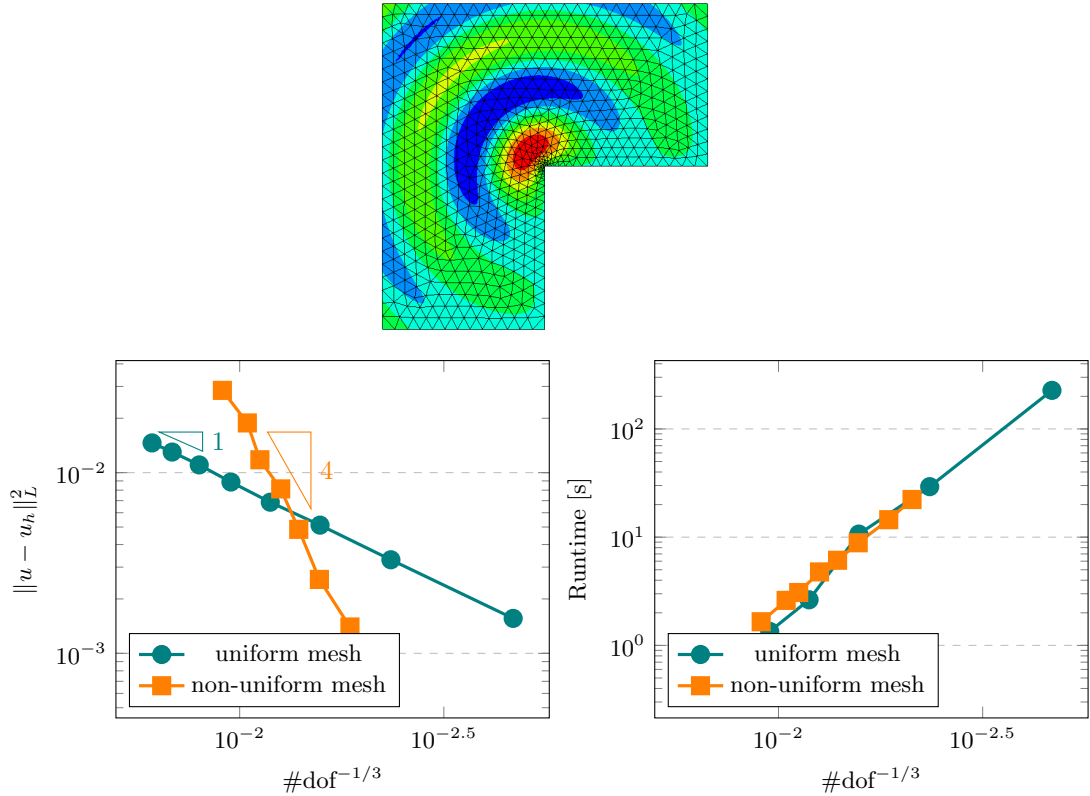 1
4
10^{-2}
10^{-3}
‖u − u_h‖_L^2
uniform mesh
non-uniform mesh
10^{-2}
10^{-2.5}
#dof^{-1/3}
10^2
10^1
10^0
Runtime [s]
uniform mesh
non-uniform mesh
10^{-2}
10^{-2.5}
#dof^{-1/3}